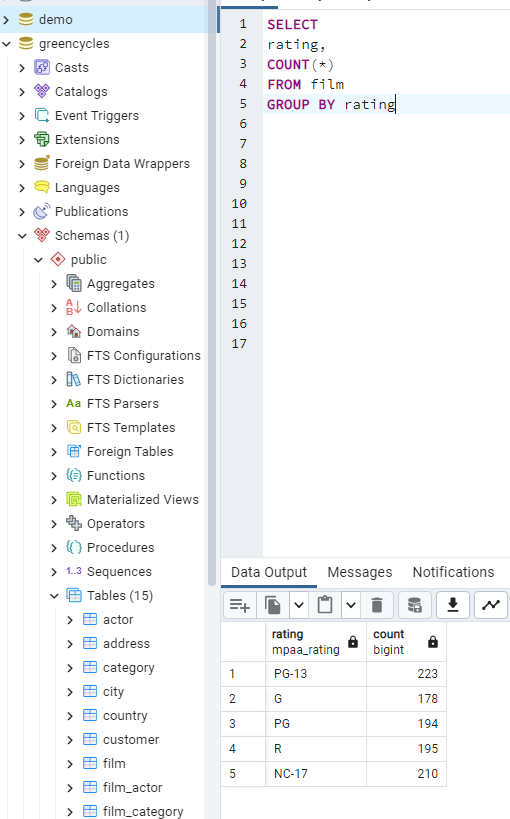 demo
greencycles
Casts
Catalogs
Event Triggers
Extensions
Foreign Data Wrappers
Languages
Publications
Schemas (1)
public
Aggregates
Collations
Domains
FTS Configurations
FTS Dictionaries
Aa FTS Parsers
FTS Templates
Foreign Tables
Functions
Materialized Views
Operators
Procedures
1..3 Sequences
Tables (15)
actor
address
category
city
country
customer
film
film_actor
film_category
1 SELECT
2 rating,
3 COUNT(*)
4 FROM film
5 GROUP BY rating
6
7
8
9
10
11
12
13
14
15
16
17
Data Output Messages Notifications
rating count
mpaa_rating bigint
1 PG-13 223
2 G 178
3 PG 194
4 R 195
5 NC-17 210